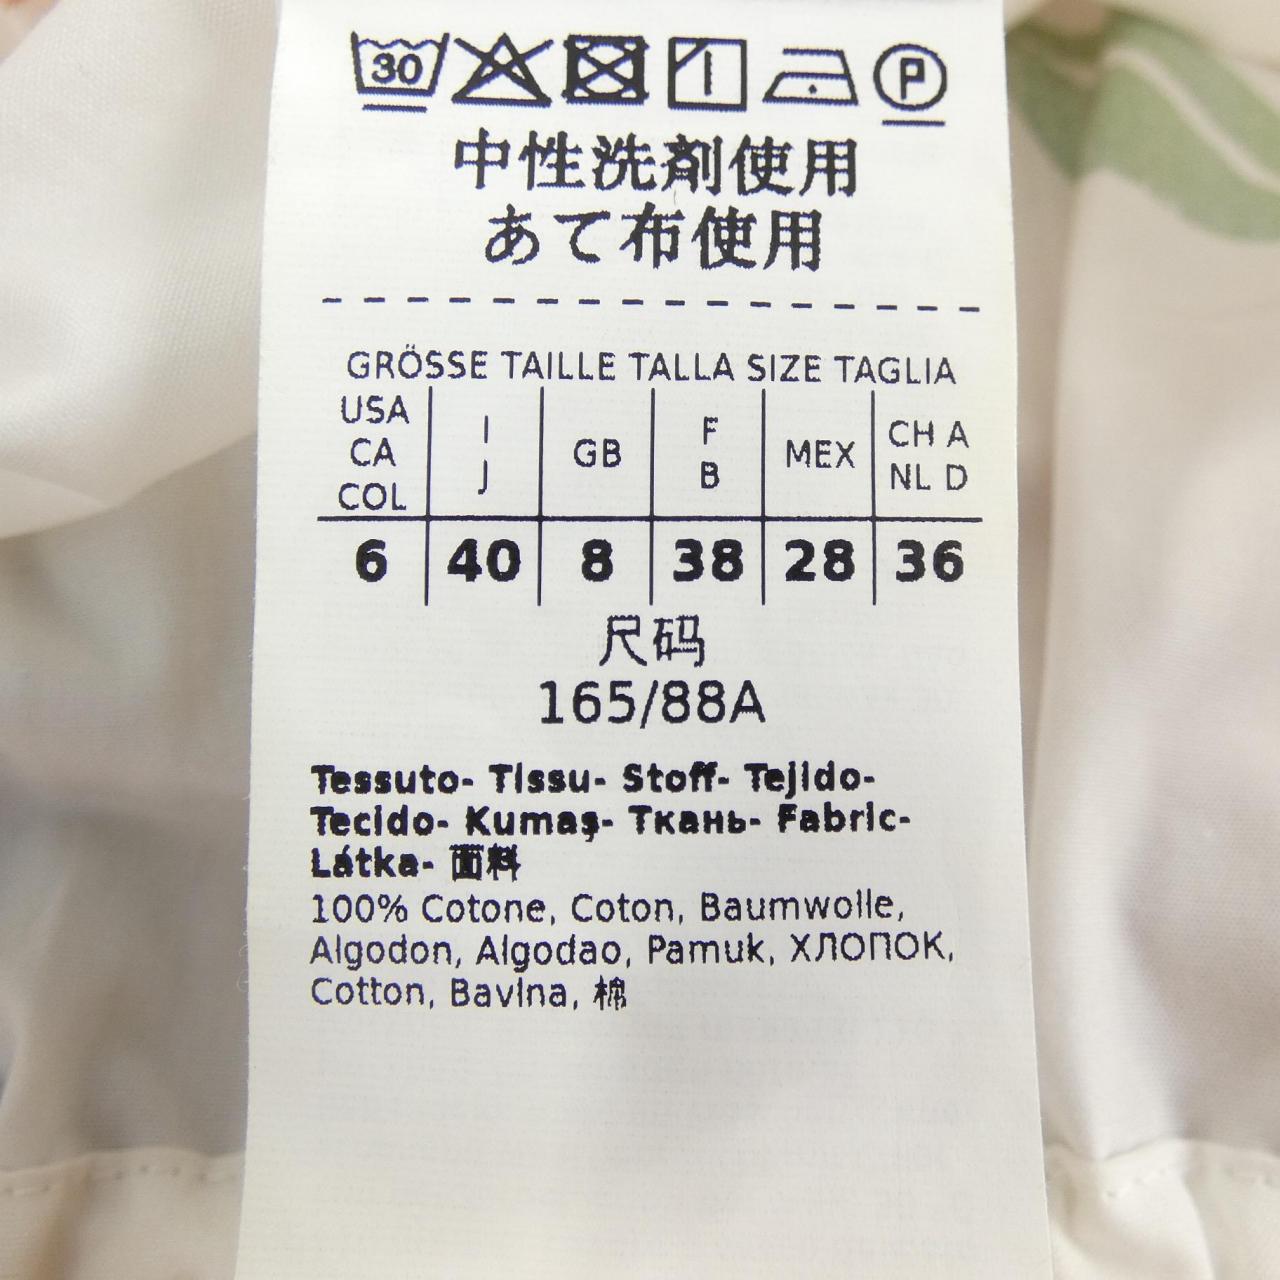 30 P
中性洗剤使用
あて布使用
GRÖSSE TAILLE TALLA SIZE TAGLIA
USA CA COL I J GB F B MEX CH A NL D
6 40 8 38 28 36
尺码
165/88A
Tessuto- Tissu- Stoff- Tejido-
Tecido- Kumaş- Ткань- Fabric-
Látka- 面料
100% Cotone, Coton, Baumwolle,
Algodon, Algodao, Pamuk, ХЛОПОК,
Cotton, Bavlna, 棉